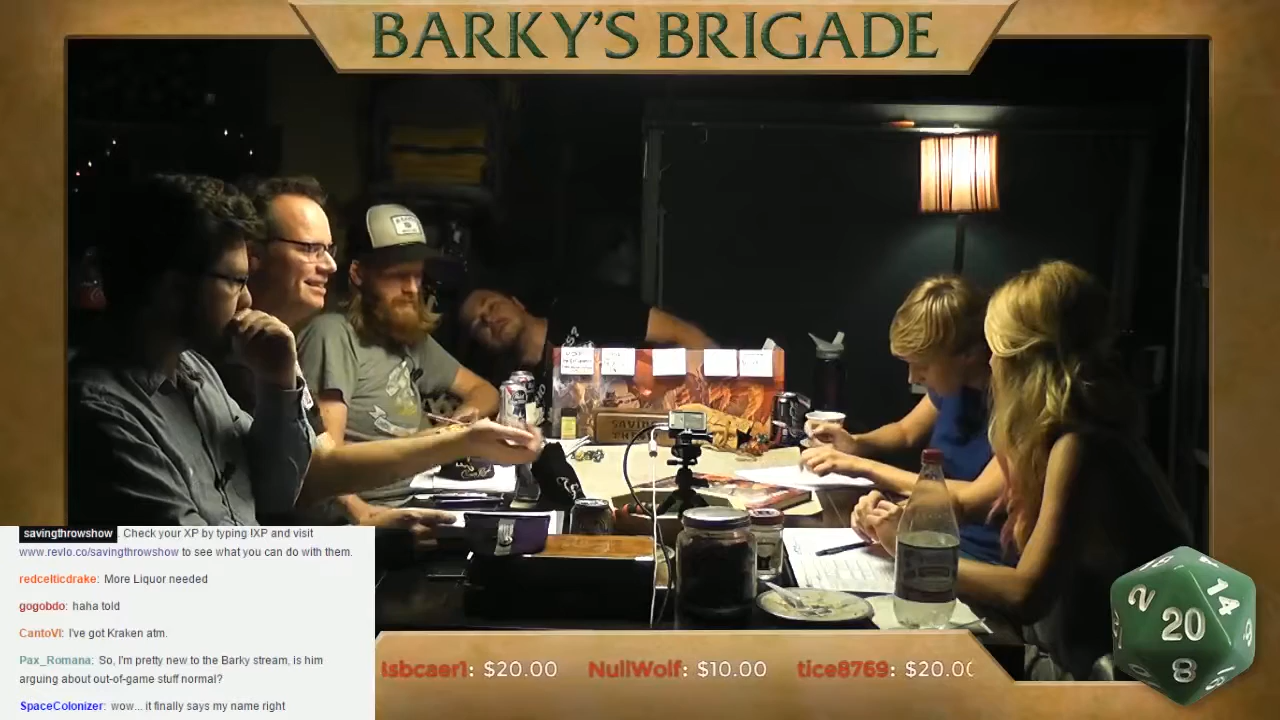 BARKY'S BRIGADE
savingthrowshow: Check your XP by typing !XP and visit
www.revlo.co/savingthrowshow to see what you can do with them.
redcelticdrake: More Liquor needed
gogobdo: haha told
CantoVI: I've got Kraken atm.
Pax_Romana: So, I'm pretty new to the Barky stream, is him
arguing about out-of-game stuff normal?
SpaceColonizer: wow... it finally says my name right
lsbcaer1: $20.00 NullWolf: $10.00 tice8769: $20.0
SAVING
THROW
2
14
20
8